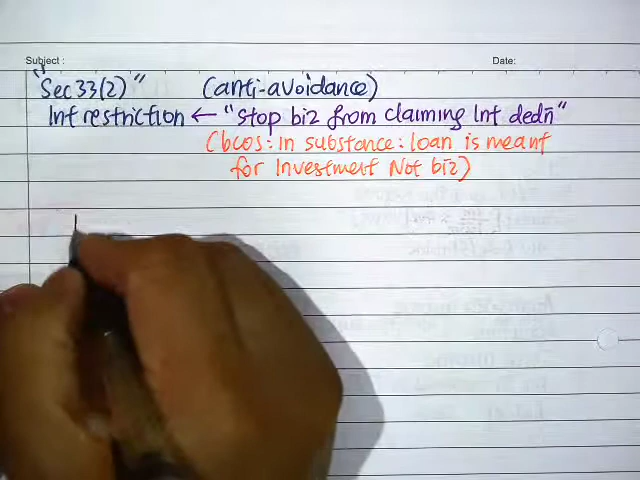 Subject : Date:
"Sec 33(2)" (anti-avoidance)
Int restriction ← "stop biz from claiming Int dedn̄"
(bcos: in substance: loan is meant
for Investment Not biz)